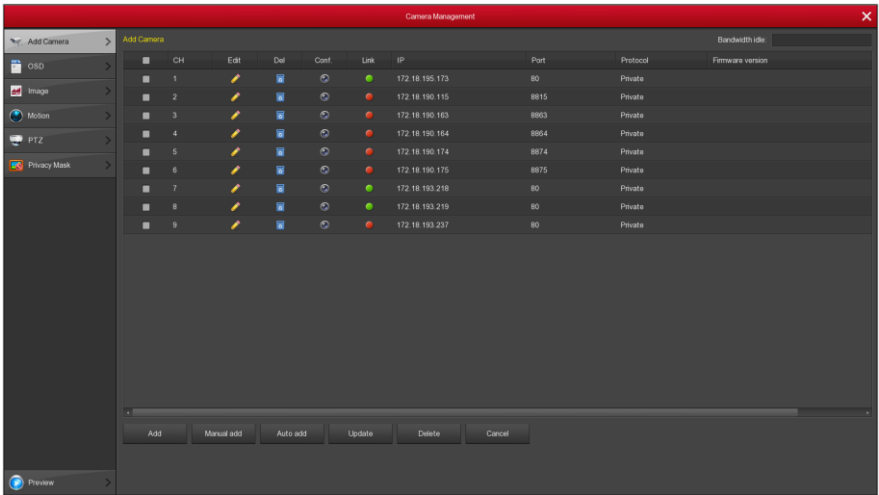 Camera Management
Add Camera
OSD
Image
Motion
PTZ
Privacy Mask
Preview
Add Camera Bandwidth idle:
CH Edit Del Conf. Link IP Port Protocol Firmware version
1 172.18.195.173 80 Private
2 172.18.190.115 8815 Private
3 172.18.190.163 8863 Private
4 172.18.190.164 8864 Private
5 172.18.190.174 8874 Private
6 172.18.190.175 8875 Private
7 172.18.193.218 80 Private
8 172.18.193.219 80 Private
9 172.18.193.237 80 Private
Add Manual add Auto add Update Delete Cancel